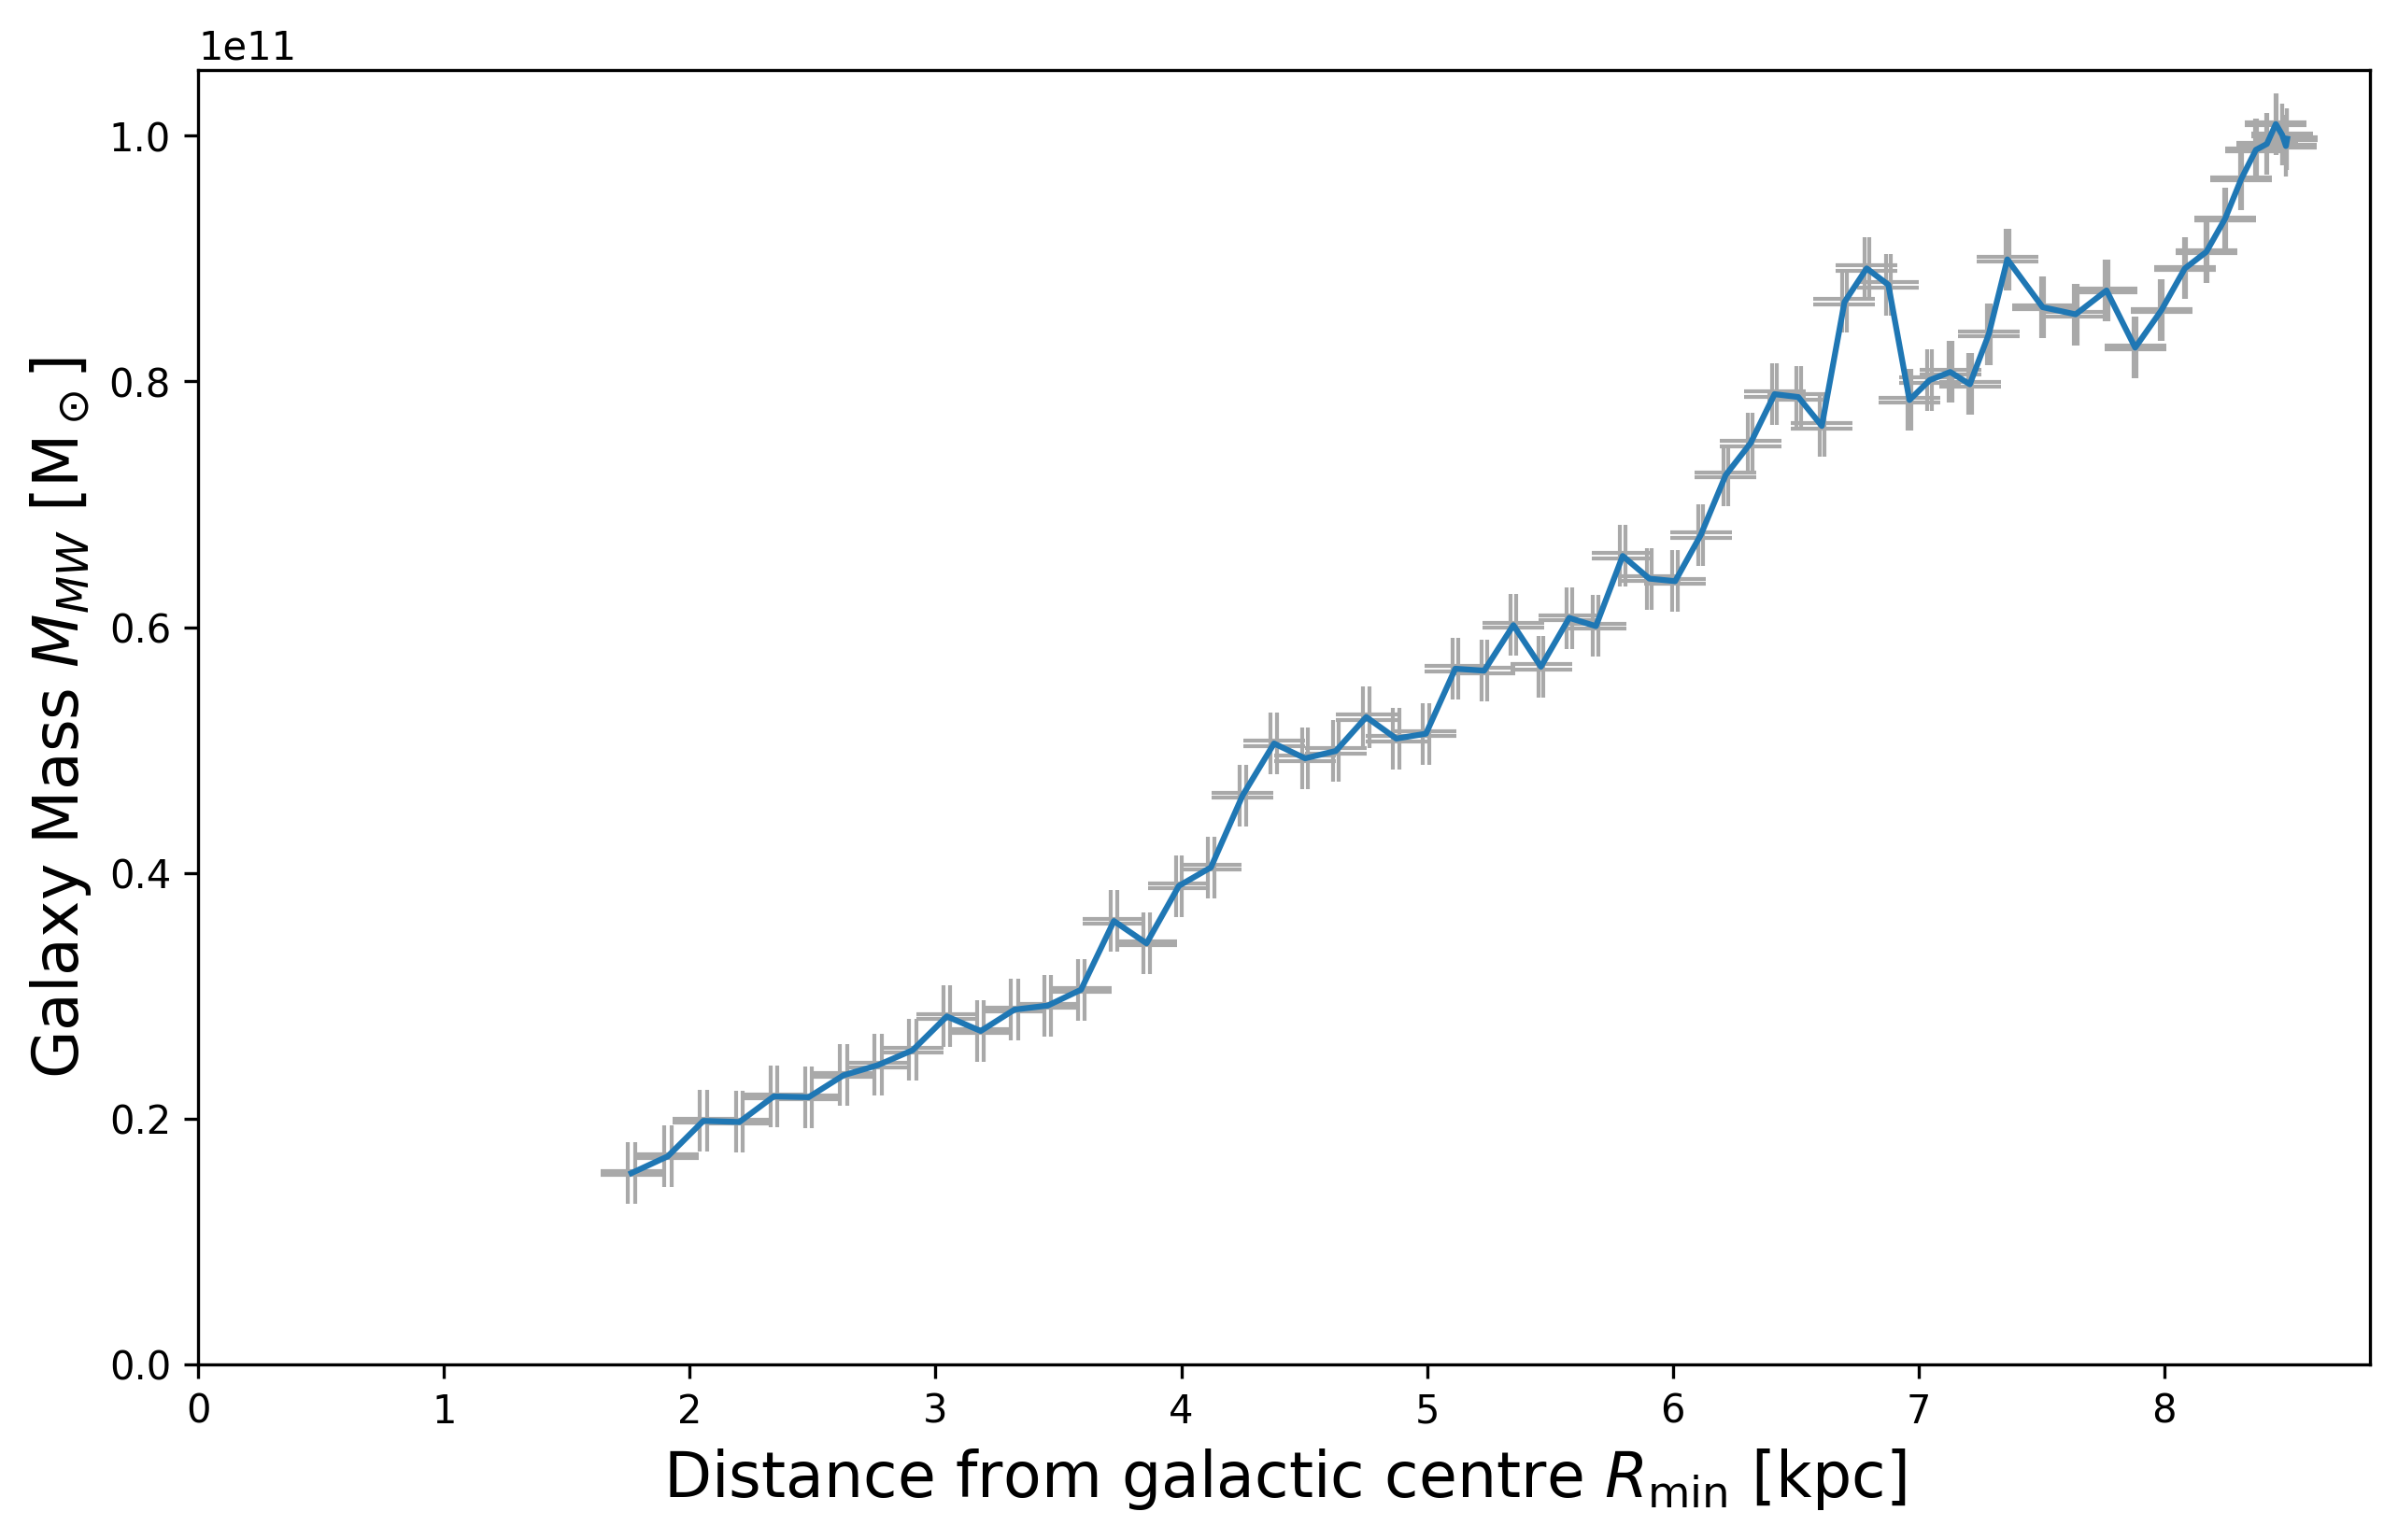 1e11
1.0
0.8
0.6
0.4
0.2
0.0
Galaxy Mass M_MW [M_⊙]
0 1 2 3 4 5 6 7 8
Distance from galactic centre R_min [kpc]